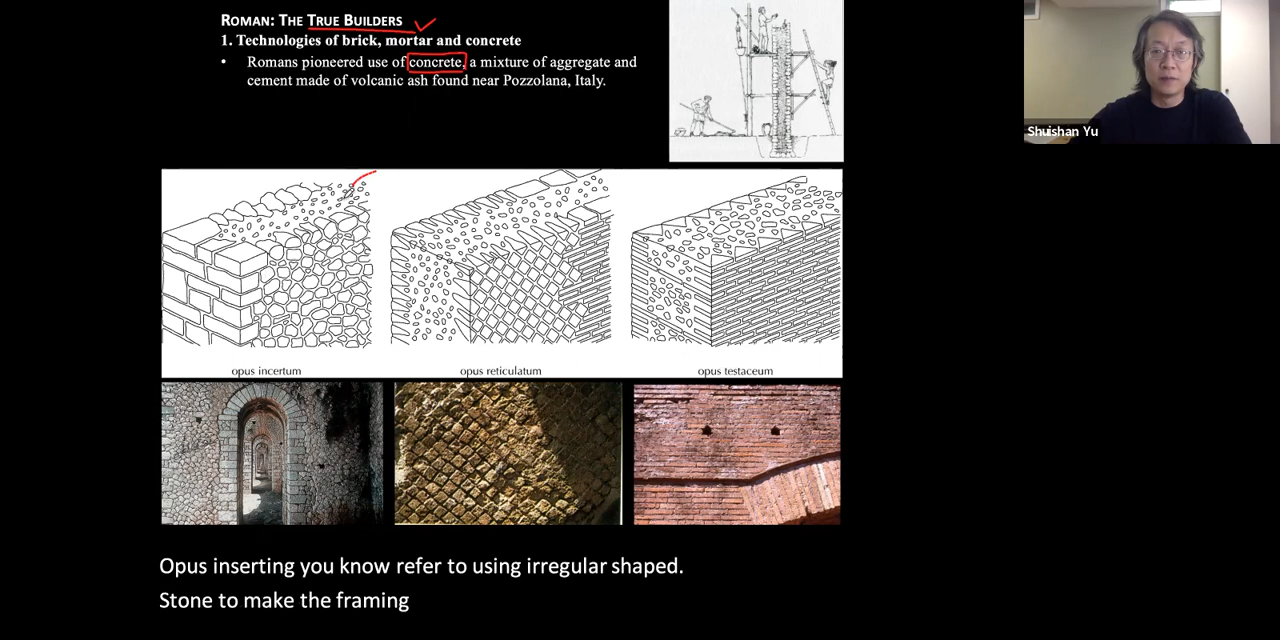 ROMAN: THE TRUE BUILDERS
1. Technologies of brick, mortar and concrete
• Romans pioneered use of concrete, a mixture of aggregate and
cement made of volcanic ash found near Pozzolana, Italy.
Shuishan Yu
opus incertum
opus reticulatum
opus testaceum
Opus inserting you know refer to using irregular shaped.
Stone to make the framing